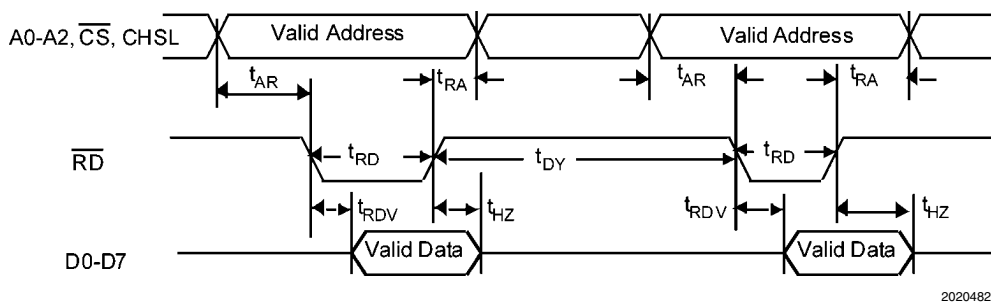 A0-A2, CS, CHSL Valid Address Valid Address
tAR tRA tAR tRA
RD tRD tDY tRD
tRDV tHZ tRDV tHZ
D0-D7 Valid Data Valid Data
2020482